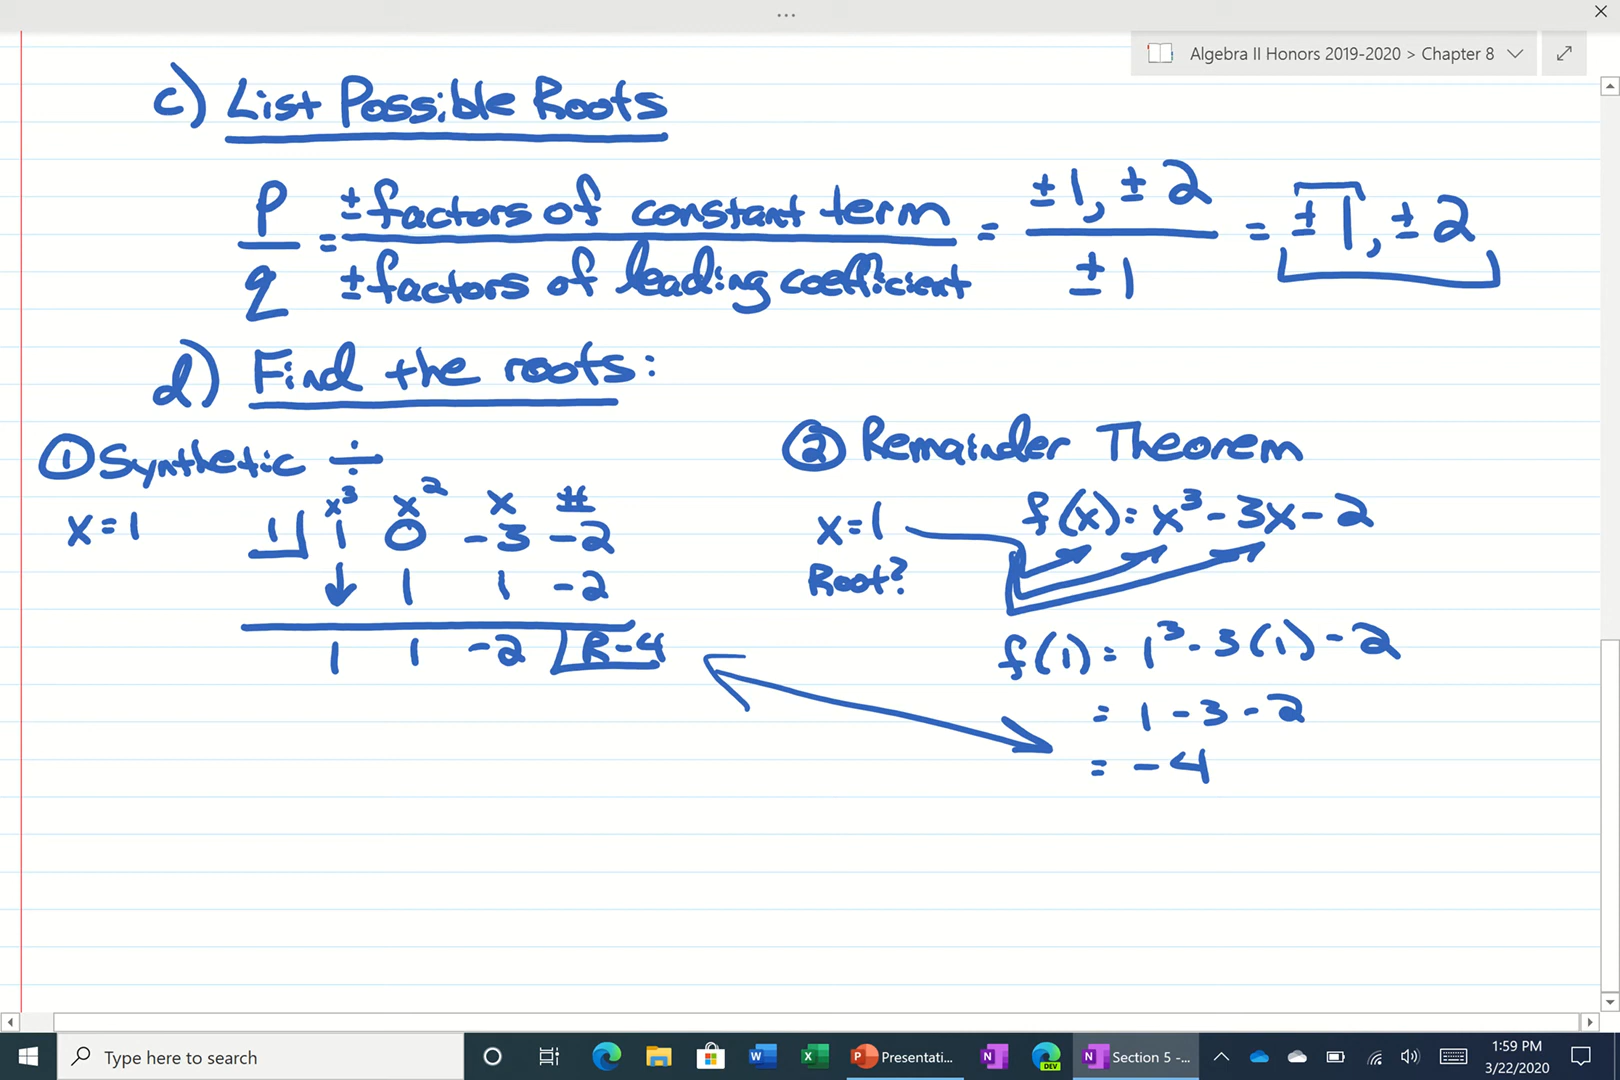 Algebra II Honors 2019-2020 > Chapter 8
c) List Possible Roots
p/q = ± factors of constant term / ± factors of leading coefficient = ±1, ±2 / ±1 = ±1, ±2
d) Find the roots:
① Synthetic ÷
x³ x² x #
x=1 1 1 0 -3 -2
↓ 1 1 -2
1 1 -2 R-4
② Remainder Theorem
x=1 f(x)= x³-3x-2
Root?
f(1)= 1³-3(1)-2
= 1-3-2
= -4
Type here to search
Presentati...
DEV
Section 5 -...
1:59 PM
3/22/2020